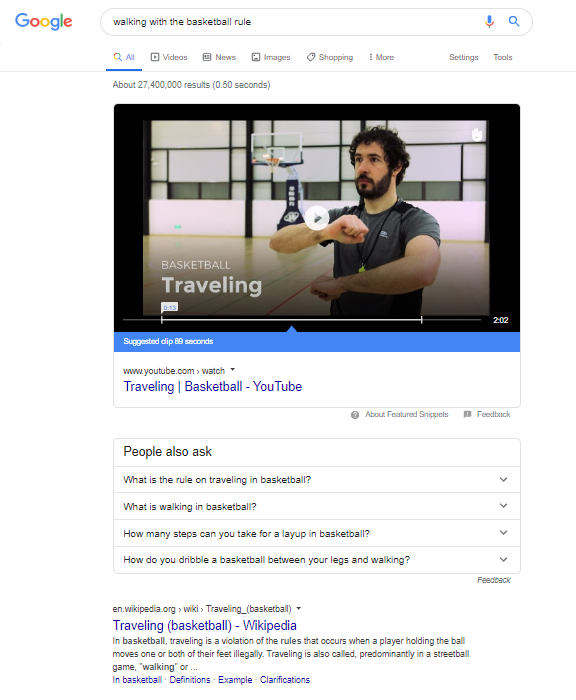 Google
walking with the basketball rule
All Videos News Images Shopping More Settings Tools
About 27,400,000 results (0.50 seconds)
BASKETBALL
Traveling
0:13
2:02
Suggested clip 89 seconds
www.youtube.com › watch
Traveling | Basketball - YouTube
About Featured Snippets Feedback
People also ask
What is the rule on traveling in basketball?
What is walking in basketball?
How many steps can you take for a layup in basketball?
How do you dribble a basketball between your legs and walking?
Feedback
en.wikipedia.org › wiki › Traveling_(basketball)
Traveling (basketball) - Wikipedia
In basketball, traveling is a violation of the rules that occurs when a player holding the ball
moves one or both of their feet illegally. Traveling is also called, predominantly in a streetball
game, "walking" or ...
In basketball · Definitions · Example · Clarifications